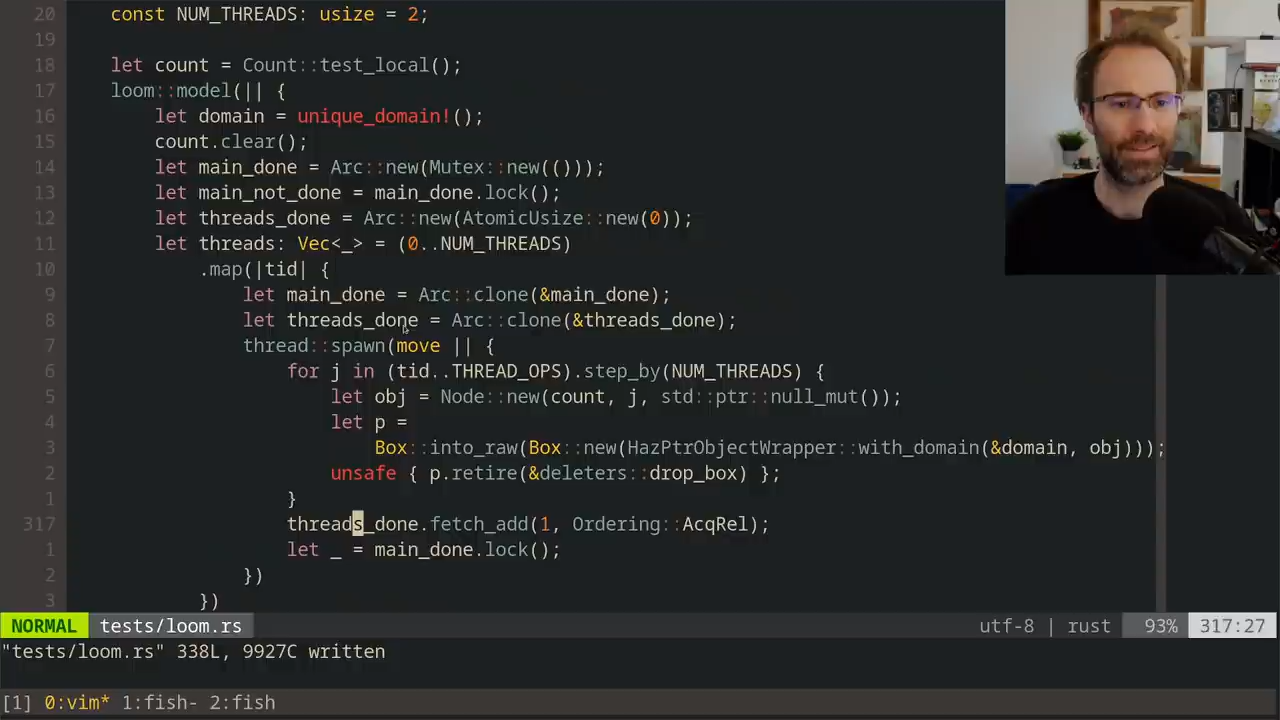 20 const NUM_THREADS: usize = 2;
19
18 let count = Count::test_local();
17 loom::model(|| {
16 let domain = unique_domain!();
15 count.clear();
14 let main_done = Arc::new(Mutex::new(()));
13 let main_not_done = main_done.lock();
12 let threads_done = Arc::new(AtomicUsize::new(0));
11 let threads: Vec<_> = (0..NUM_THREADS)
10 .map(|tid| {
9 let main_done = Arc::clone(&main_done);
8 let threads_done = Arc::clone(&threads_done);
7 thread::spawn(move || {
6 for j in (tid..THREAD_OPS).step_by(NUM_THREADS) {
5 let obj = Node::new(count, j, std::ptr::null_mut());
4 let p =
3 Box::into_raw(Box::new(HazPtrObjectWrapper::with_domain(&domain, obj)));
2 unsafe { p.retire(&deleters::drop_box) };
1 }
317 threads_done.fetch_add(1, Ordering::AcqRel);
1 let _ = main_done.lock();
2 })
3 })
NORMAL tests/loom.rs utf-8 | rust 93% 317:27
"tests/loom.rs" 338L, 9927C written
[1] 0:vim* 1:fish- 2:fish